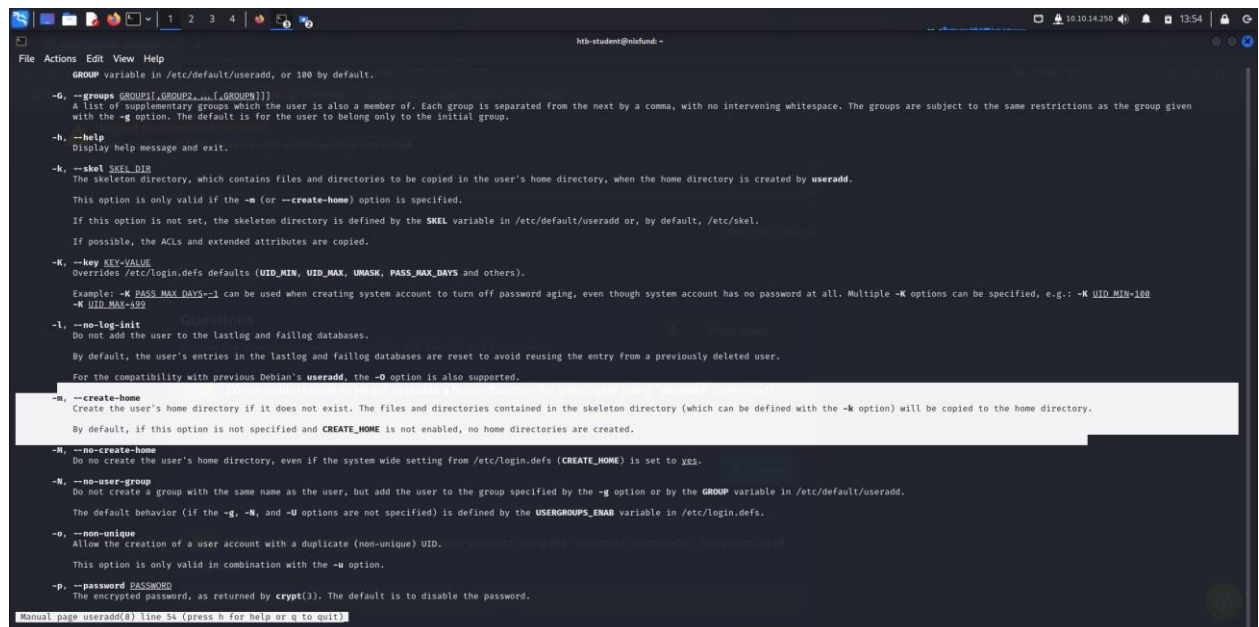 1 2 3 4
10.10.14.250 13:54
htb-student@nixfund: ~
File Actions Edit View Help
GROUP variable in /etc/default/useradd, or 100 by default.
-G, --groups GROUP1[,GROUP2,...[,GROUPN]]]
A list of supplementary groups which the user is also a member of. Each group is separated from the next by a comma, with no intervening whitespace. The groups are subject to the same restrictions as the group given
with the -g option. The default is for the user to belong only to the initial group.
-h, --help
Display help message and exit.
-k, --skel SKEL_DIR
The skeleton directory, which contains files and directories to be copied in the user's home directory, when the home directory is created by useradd.
This option is only valid if the -m (or --create-home) option is specified.
If this option is not set, the skeleton directory is defined by the SKEL variable in /etc/default/useradd or, by default, /etc/skel.
If possible, the ACLs and extended attributes are copied.
-K, --key KEY=VALUE
Overrides /etc/login.defs defaults (UID_MIN, UID_MAX, UMASK, PASS_MAX_DAYS and others).
Example: -K PASS_MAX_DAYS=-1 can be used when creating system account to turn off password aging, even though system account has no password at all. Multiple -K options can be specified, e.g.: -K UID_MIN=100
-K UID_MAX=499
-l, --no-log-init
Do not add the user to the lastlog and faillog databases.
By default, the user's entries in the lastlog and faillog databases are reset to avoid reusing the entry from a previously deleted user.
For the compatibility with previous Debian's useradd, the -O option is also supported.
-m, --create-home
Create the user's home directory if it does not exist. The files and directories contained in the skeleton directory (which can be defined with the -k option) will be copied to the home directory.
By default, if this option is not specified and CREATE_HOME is not enabled, no home directories are created.
-M, --no-create-home
Do no create the user's home directory, even if the system wide setting from /etc/login.defs (CREATE_HOME) is set to yes.
-N, --no-user-group
Do not create a group with the same name as the user, but add the user to the group specified by the -g option or by the GROUP variable in /etc/default/useradd.
The default behavior (if the -g, -N, and -U options are not specified) is defined by the USERGROUPS_ENAB variable in /etc/login.defs.
-o, --non-unique
Allow the creation of a user account with a duplicate (non-unique) UID.
This option is only valid in combination with the -u option.
-p, --password PASSWORD
The encrypted password, as returned by crypt(3). The default is to disable the password.
Manual page useradd(8) line 54 (press h for help or q to quit)